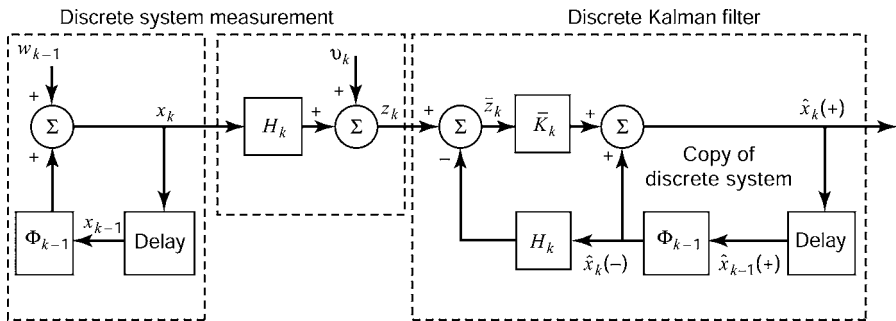 Discrete system measurement
Discrete Kalman filter
w_{k−1}
υ_k
+
+
Σ
x_k
H_k
+
+
Σ
z_k
+
−
Σ
z̄_k
K̄_k
+
+
Σ
x̂_k(+)
Copy of
discrete system
Φ_{k−1}
x_{k−1}
Delay
H_k
x̂_k(−)
Φ_{k−1}
x̂_{k−1}(+)
Delay